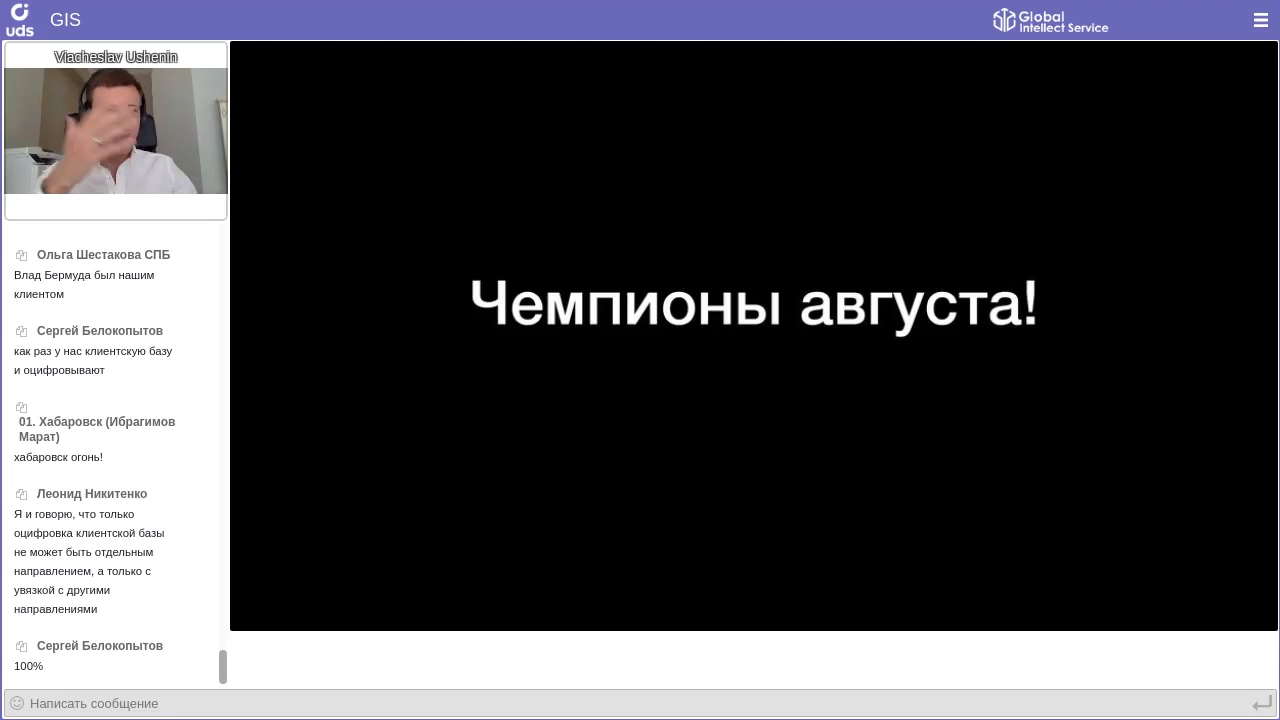 uds
GIS
Global
Intellect Service
Viacheslav Ushenin
Чемпионы августа!
Ольга Шестакова СПБ
Влад Бермуда был нашим
клиентом
Сергей Белокопытов
как раз у нас клиентскую базу
и оцифровывают
01. Хабаровск (Ибрагимов
Марат)
хабаровск огонь!
Леонид Никитенко
Я и говорю, что только
оцифровка клиентской базы
не может быть отдельным
направлением, а только с
увязкой с другими
направлениями
Сергей Белокопытов
100%
Написать сообщение